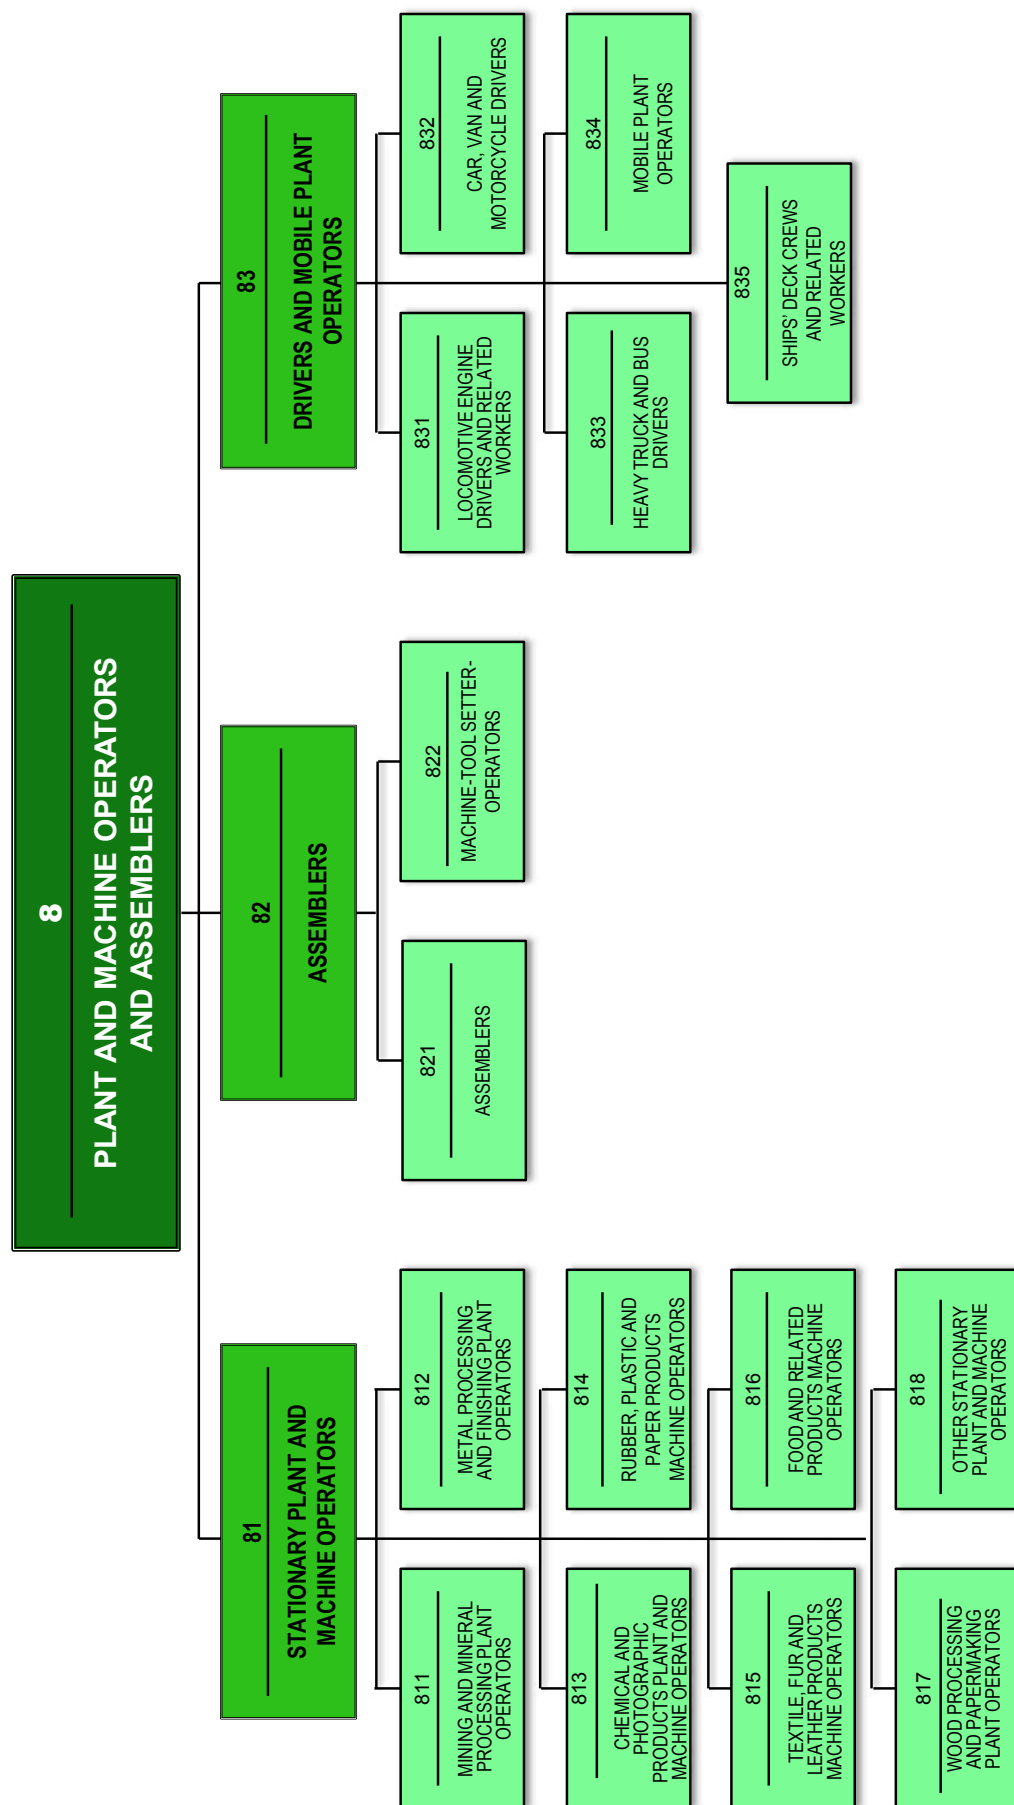 8
PLANT AND MACHINE OPERATORS
AND ASSEMBLERS
81
STATIONARY PLANT AND
MACHINE OPERATORS
82
ASSEMBLERS
83
DRIVERS AND MOBILE PLANT
OPERATORS
811
MINING AND MINERAL
PROCESSING PLANT
OPERATORS
812
METAL PROCESSING
AND FINISHING PLANT
OPERATORS
813
CHEMICAL AND
PHOTOGRAPHIC
PRODUCTS PLANT AND
MACHINE OPERATORS
814
RUBBER, PLASTIC AND
PAPER PRODUCTS
MACHINE OPERATORS
815
TEXTILE, FUR AND
LEATHER PRODUCTS
MACHINE OPERATORS
816
FOOD AND RELATED
PRODUCTS MACHINE
OPERATORS
817
WOOD PROCESSING
AND PAPERMAKING
PLANT OPERATORS
818
OTHER STATIONARY
PLANT AND MACHINE
OPERATORS
821
ASSEMBLERS
822
MACHINE-TOOL SETTER-
OPERATORS
831
LOCOMOTIVE ENGINE
DRIVERS AND RELATED
WORKERS
832
CAR, VAN AND
MOTORCYCLE DRIVERS
833
HEAVY TRUCK AND BUS
DRIVERS
834
MOBILE PLANT
OPERATORS
835
SHIPS' DECK CREWS
AND RELATED
WORKERS